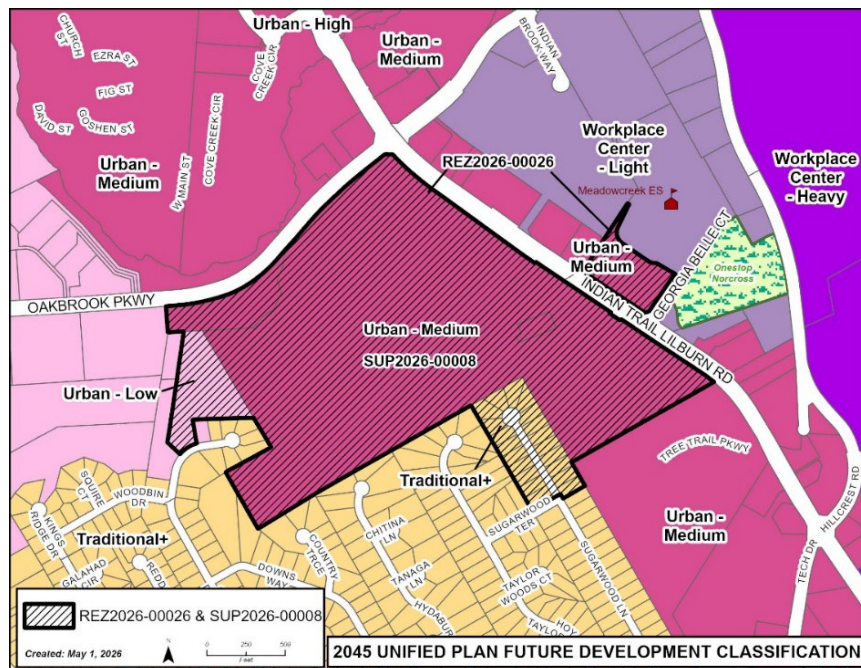 Urban - High
Urban -
Medium
CHURCH
ST
EZRA ST
FIG ST
DAVID ST
GOSHEN ST
COVE
CREEK CIR
COVE CREEK CIR
W MAIN ST
Urban -
Medium
INDIAN
BROOK WAY
Workplace
Center
- Light
REZ2026-00026
Meadowcreek ES
Workplace
Center
- Heavy
Urban -
Medium
GEORGIA BELLE CT
Onestop
Norcross
INDIAN TRAIL LILBURN RD
OAKBROOK PKWY
Urban - Medium
SUP2026-00008
Urban - Low
Traditional+
TREE TRAIL PKWY
HILLCREST RD
TECH DR
Urban -
Medium
WOODBIN
DR
SQUIRE
CT
KINGS
RIDGE DR
GALAHAD
CIR
REDD
Traditional+
DOWNS
WAY
COUNTRY
TRCE
CHITINA
LN
TANAGA
LN
HYDABUR
SUGARWOOD
TER
SUGARWOOD LN
TAYLOR
WOODS CT
HOY
TAYLOR
REZ2026-00026 & SUP2026-00008
Created: May 1, 2026
N
0 250 500
Feet
2045 UNIFIED PLAN FUTURE DEVELOPMENT CLASSIFICATION